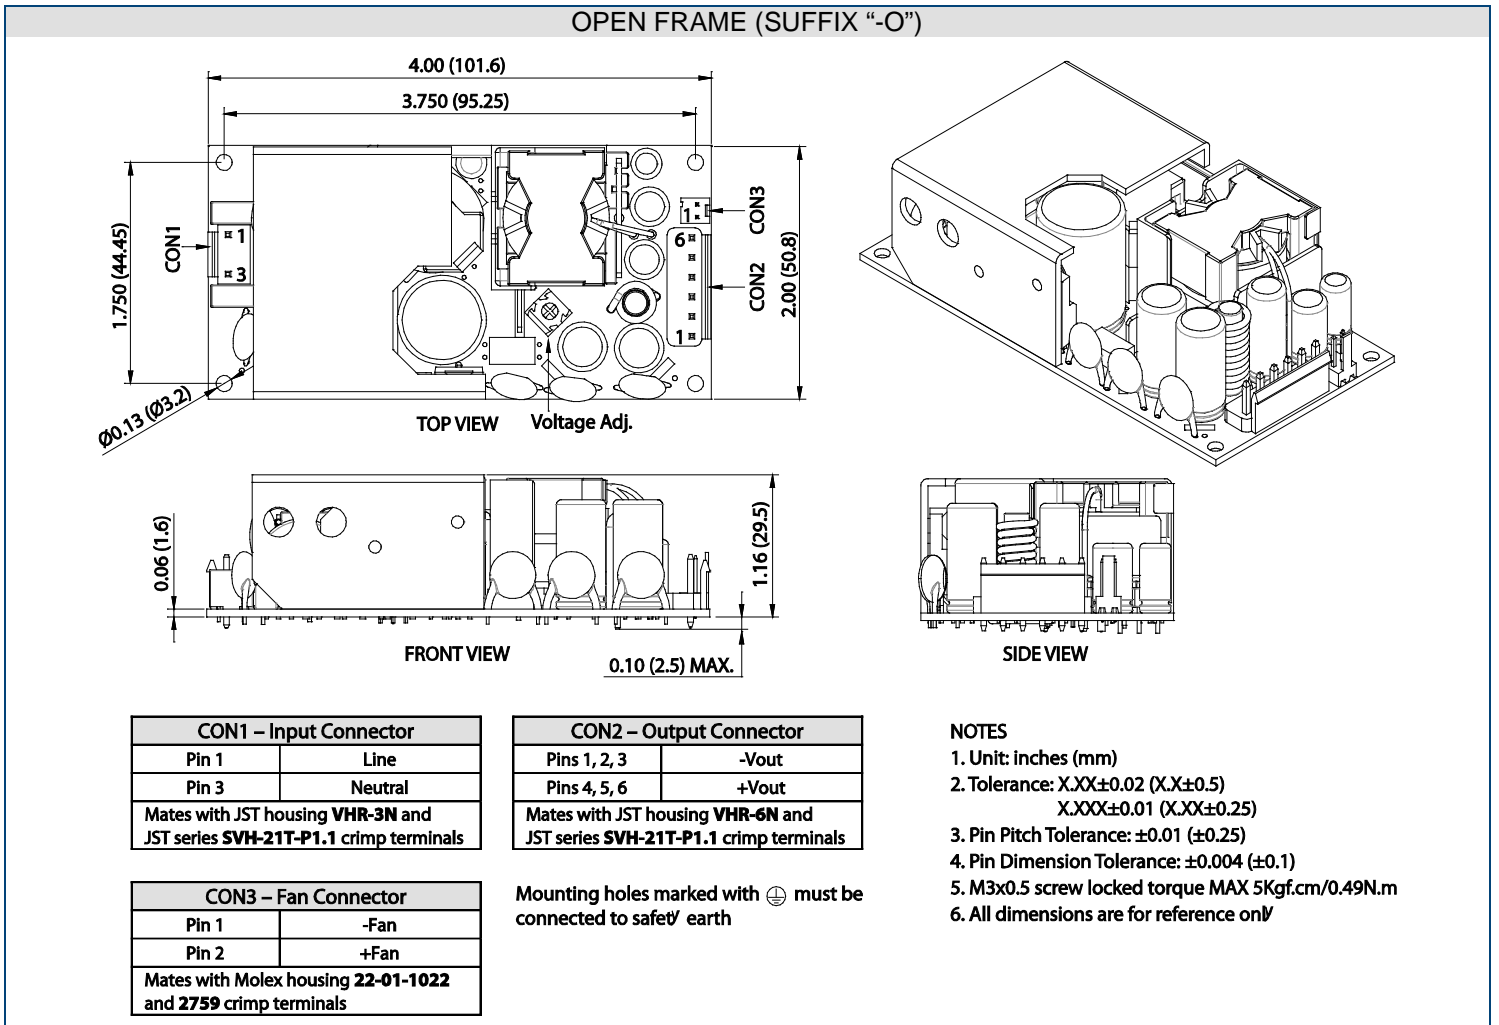 OPEN FRAME (SUFFIX “-O”)
4.00 (101.6)
3.750 (95.25)
1.750 (44.45)
CON1
1
3
CON3
1
6
CON2
1
2.00 (50.8)
Ø0.13 (Ø3.2)
TOP VIEW
Voltage Adj.
0.06 (1.6)
1.16 (29.5)
FRONT VIEW
0.10 (2.5) MAX.
SIDE VIEW
CON1 – Input Connector
Pin 1 Line
Pin 3 Neutral
Mates with JST housing VHR-3N and
JST series SVH-21T-P1.1 crimp terminals
CON2 – Output Connector
Pins 1, 2, 3 -Vout
Pins 4, 5, 6 +Vout
Mates with JST housing VHR-6N and
JST series SVH-21T-P1.1 crimp terminals
CON3 – Fan Connector
Pin 1 -Fan
Pin 2 +Fan
Mates with Molex housing 22-01-1022
and 2759 crimp terminals
Mounting holes marked with ⏚ must be
connected to safety earth
NOTES
1. Unit: inches (mm)
2. Tolerance: X.XX±0.02 (X.X±0.5)
X.XXX±0.01 (X.XX±0.25)
3. Pin Pitch Tolerance: ±0.01 (±0.25)
4. Pin Dimension Tolerance: ±0.004 (±0.1)
5. M3x0.5 screw locked torque MAX 5Kgf.cm/0.49N.m
6. All dimensions are for reference only